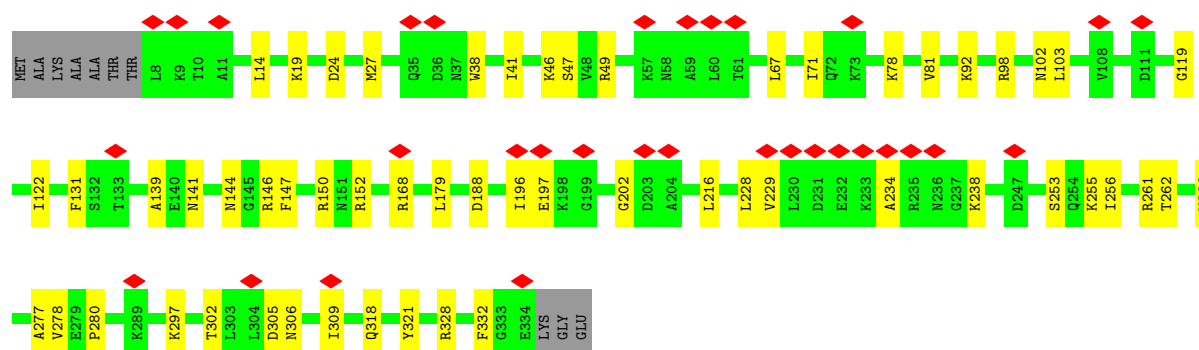 MET ALA LYS ALA ALA THR THR L8 K9 T10 A11 L14 K19 D24 M27 Q35 D36 N37 W38 I41 K46 S47 V48 R49 K57 N58 A59 L60 T61 L67 I71 Q72 K73 K78 V81 K92 R98 N102 L103 V108 D111 G119
I122 F131 S132 T133 A139 E140 N141 N144 G145 R146 F147 R150 N151 R152 R168 L179 D188 I196 E197 K198 G199 G202 D203 A204 L216 L228 V229 L230 D231 E232 K233 A234 R235 N236 G237 K238 D247 S253 Q254 K255 I256 R261 T262
A277 V278 E279 P280 K289 K297 T302 L303 L304 D305 N306 I309 Q318 Y321 R328 F332 G333 E334 LYS GLY GLU